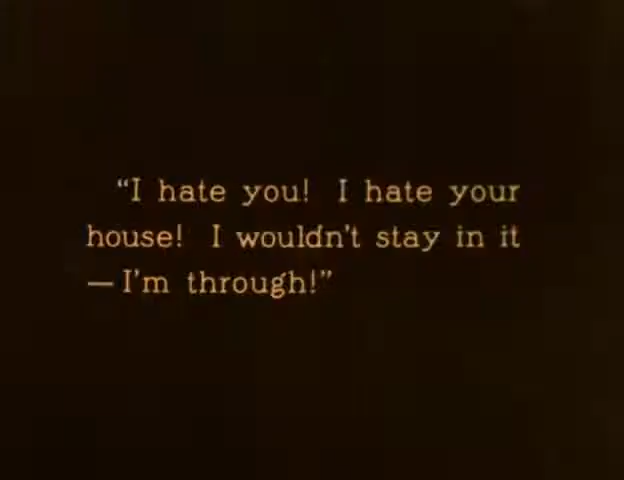 “I hate you! I hate your
house! I wouldn't stay in it
— I'm through!”